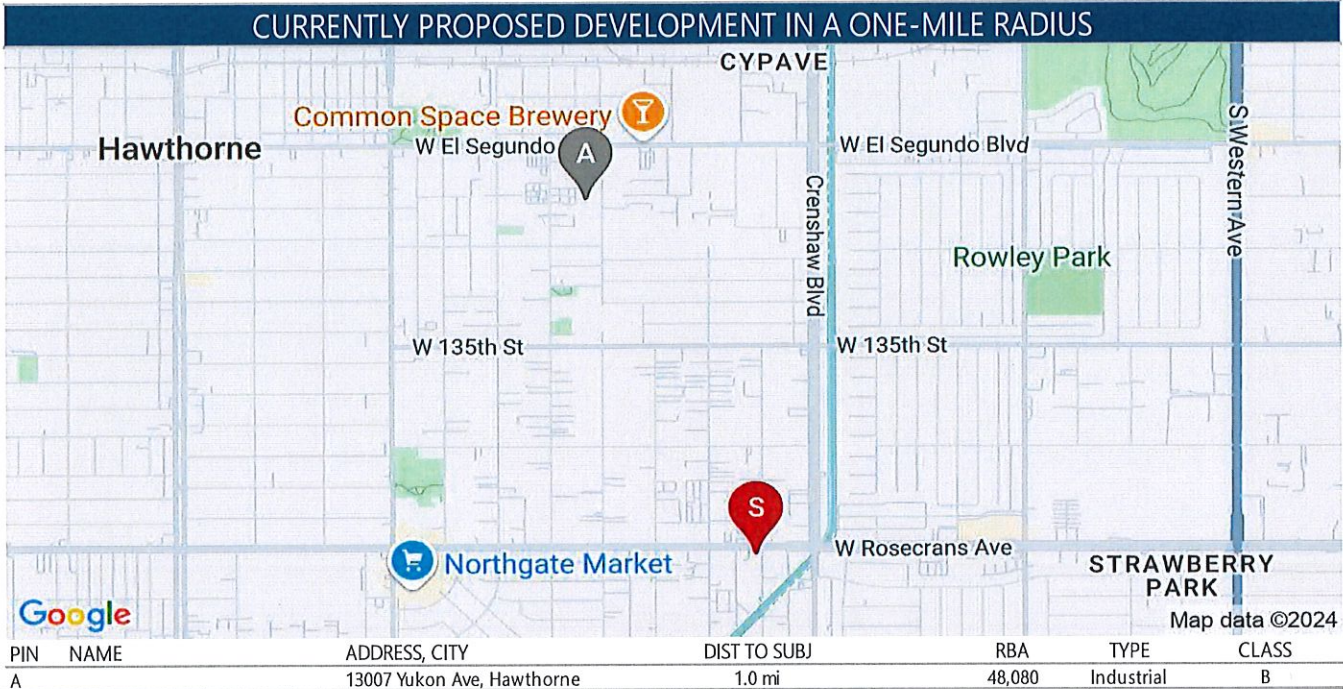 CURRENTLY PROPOSED DEVELOPMENT IN A ONE-MILE RADIUS
CYPAVE
Common Space Brewery
Hawthorne
W El Segundo
A
W El Segundo Blvd
S Western Ave
Crenshaw Blvd
Rowley Park
W 135th St
W 135th St
S
W Rosecrans Ave
Northgate Market
STRAWBERRY
PARK
Google
Map data ©2024
PIN NAME ADDRESS, CITY DIST TO SUBJ RBA TYPE CLASS
A 13007 Yukon Ave, Hawthorne 1.0 mi 48,080 Industrial B